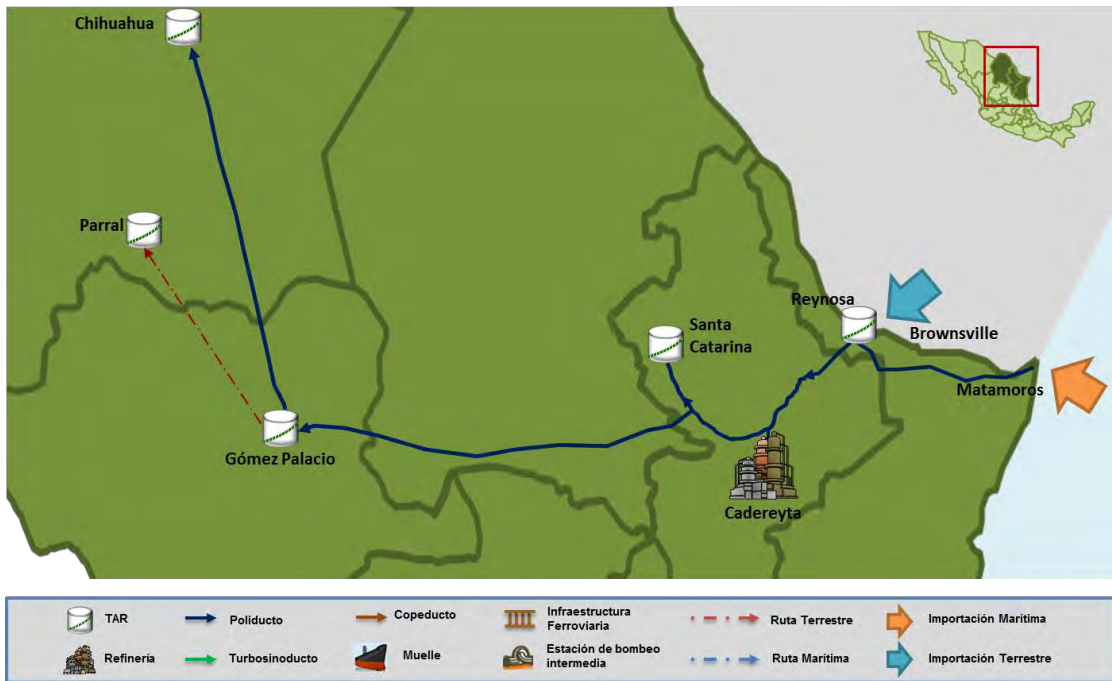 Chihuahua
Parral
Reynosa
Brownsville
Santa
Catarina
Matamoros
Gómez Palacio
Cadereyta
TAR
Poliducto
Copeducto
Infraestructura
Ferroviaria
Ruta Terrestre
Importación Marítima
Refinería
Turbosinoducto
Muelle
Estación de bombeo
intermedia
Ruta Marítima
Importación Terrestre